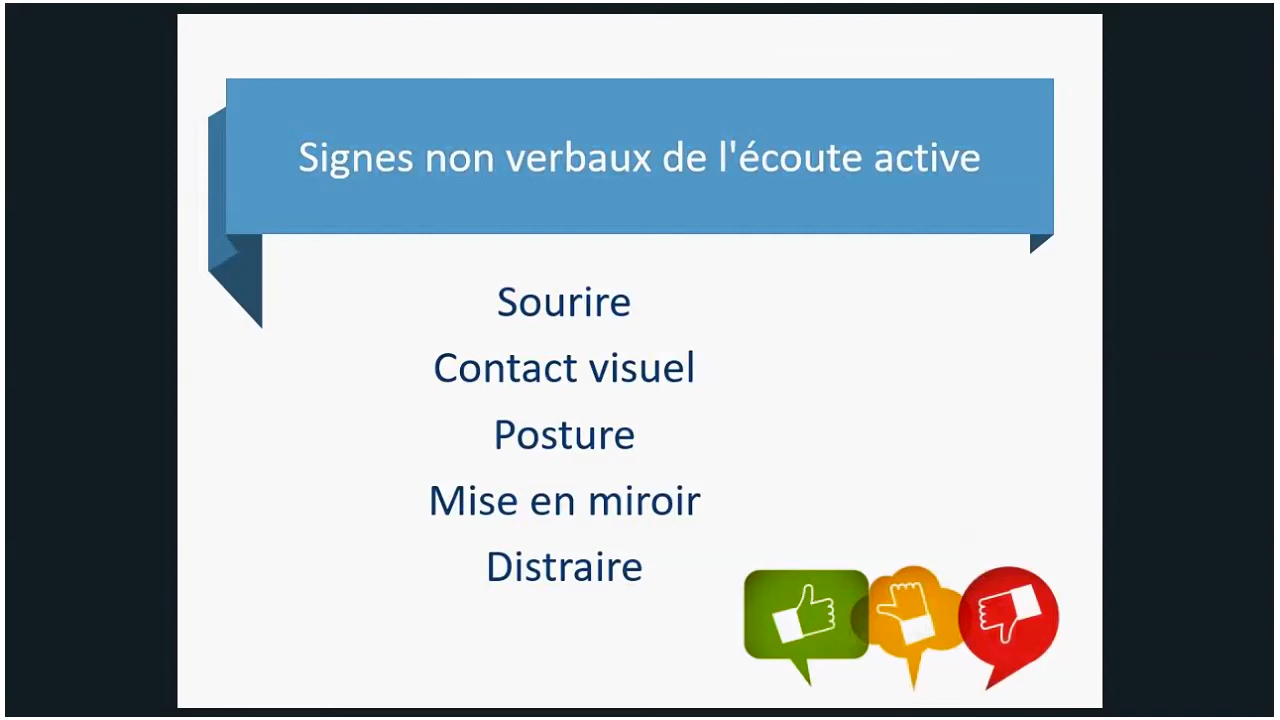 Signes non verbaux de l'écoute active
Sourire
Contact visuel
Posture
Mise en miroir
Distraire